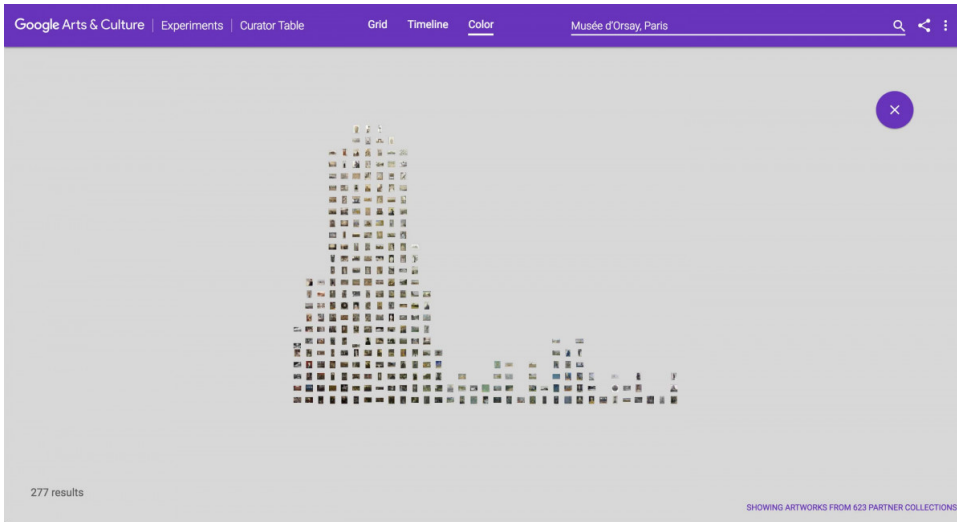 Google Arts & Culture | Experiments | Curator Table
Grid Timeline Color
Musée d'Orsay, Paris
277 results
SHOWING ARTWORKS FROM 623 PARTNER COLLECTIONS